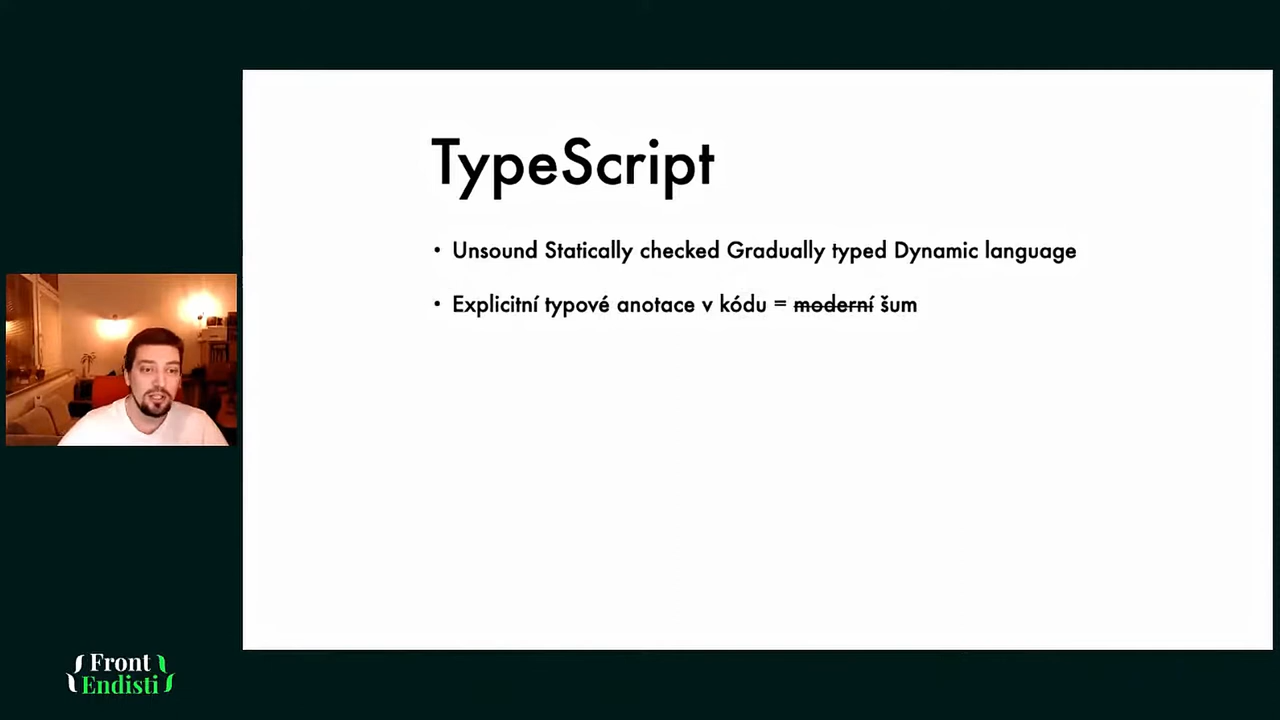 TypeScript
• Unsound Statically checked Gradually typed Dynamic language
• Explicitní typové anotace v kódu = moderní šum
{Front
Endisti}